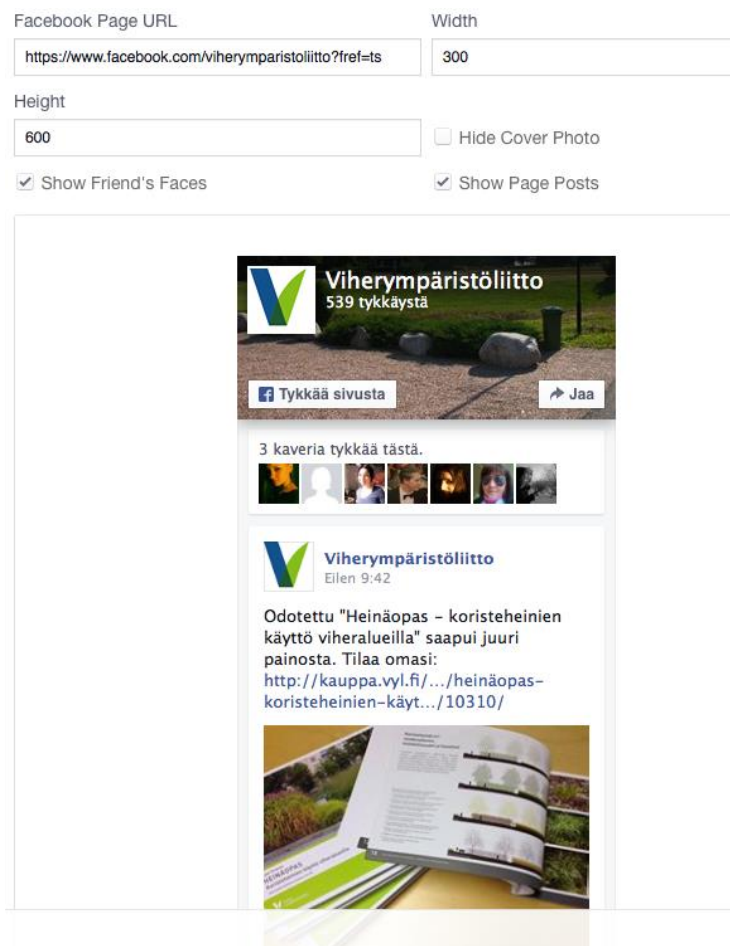 Facebook Page URL
Width
https://www.facebook.com/viherymparistoliitto?fref=ts
300
Height
600
Hide Cover Photo
Show Friend's Faces
Show Page Posts
Viherympäristöliitto
539 tykkäystä
Tykkää sivusta
Jaa
3 kaveria tykkää tästä.
Viherympäristöliitto
Eilen 9:42
Odotettu "Heinäopas – koristeheinien
käyttö viheralueilla" saapui juuri
painosta. Tilaa omasi:
http://kauppa.vyl.fi/.../heinäopas-
koristeheinien-käyt.../10310/
HEINÄOPAS